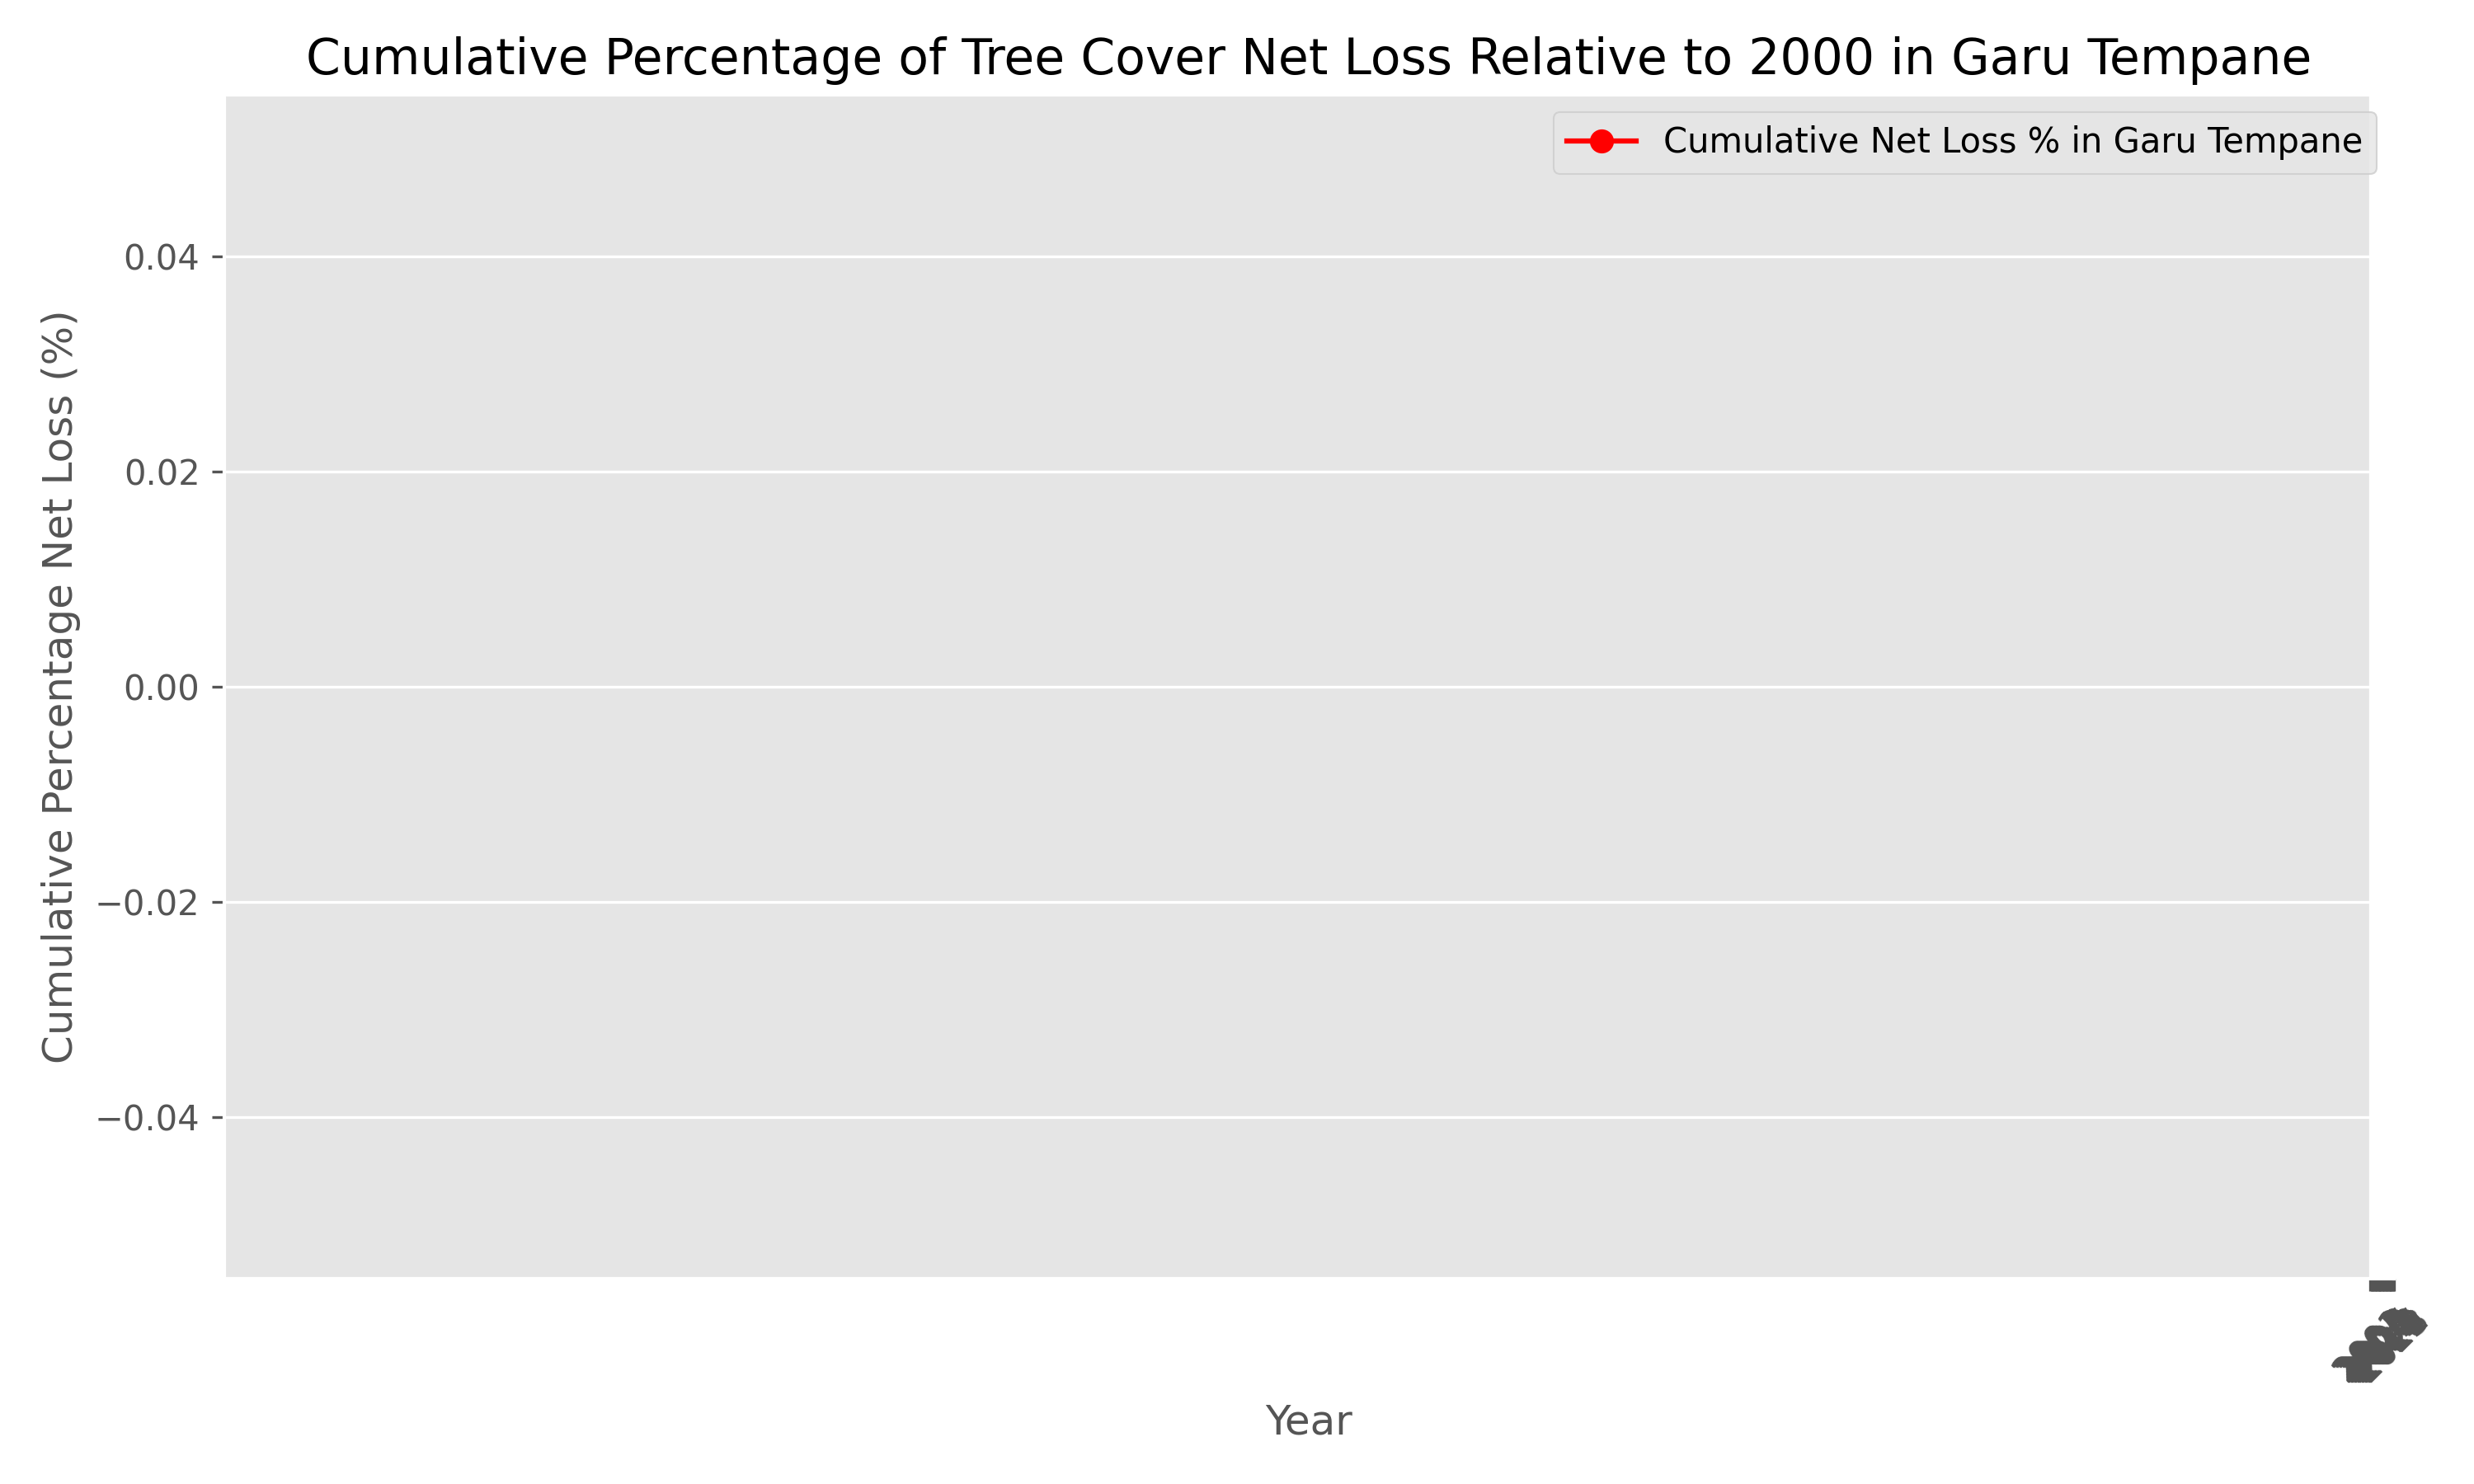 Cumulative Percentage of Tree Cover Net Loss Relative to 2000 in Garu Tempane
Cumulative Net Loss % in Garu Tempane
Cumulative Percentage Net Loss (%)
0.04
0.02
0.00
−0.02
−0.04
Year